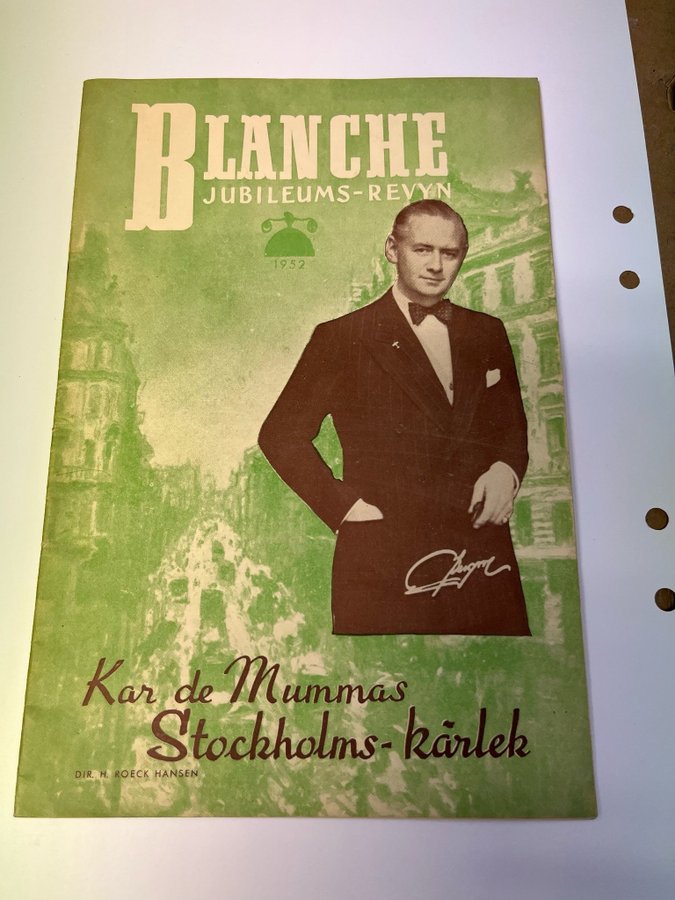 BLANCHE
JUBILEUMS-REVYN
1952
Kar de Mummas
Stockholms-kärlek
DIR. H. ROECK HANSEN